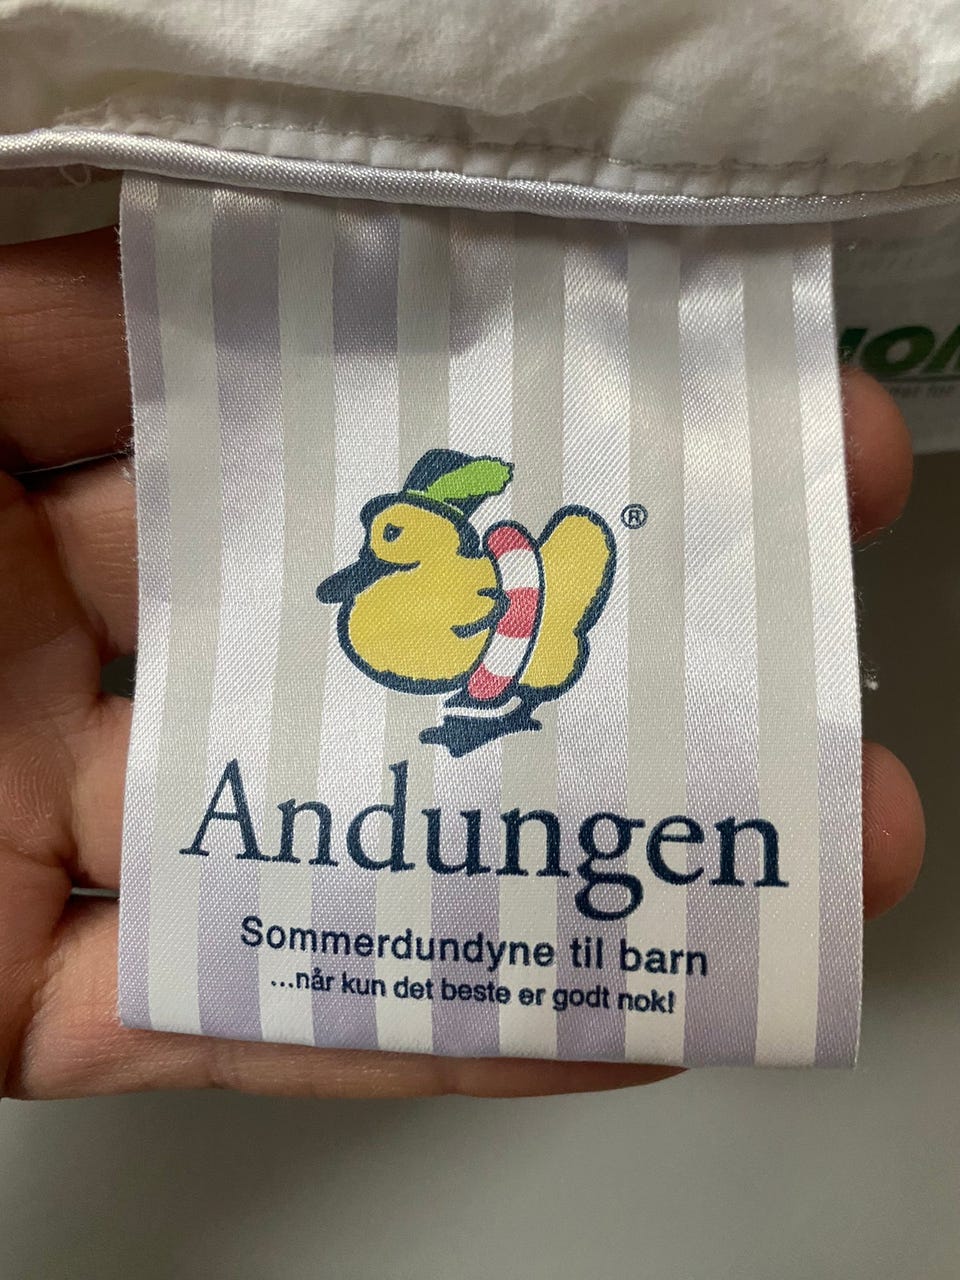 ®
Andungen
Sommerdundyne til barn
...når kun det beste er godt nok!